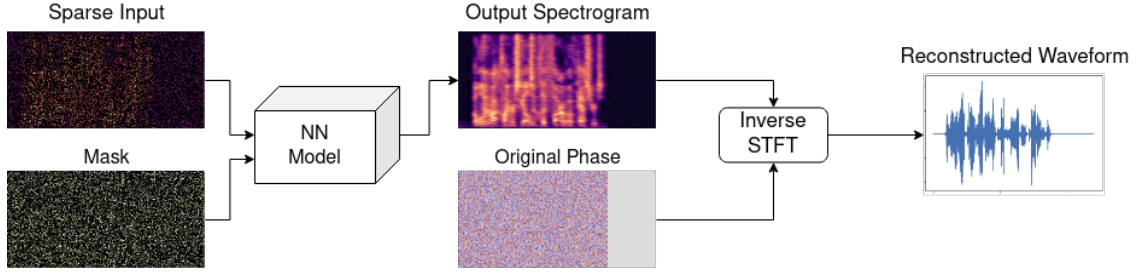 Sparse Input
Output Spectrogram
Reconstructed Waveform
NN
Model
Inverse
STFT
Mask
Original Phase